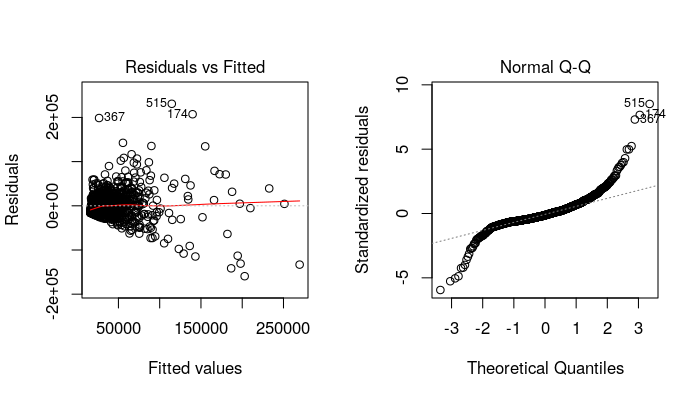 Residuals vs Fitted
Residuals
-2e+05
0e+00
2e+05
515
174
367
50000
150000
250000
Fitted values
Normal Q-Q
Standardized residuals
-5
0
5
10
515
174
367
-3 -2 -1 0 1 2 3
Theoretical Quantiles